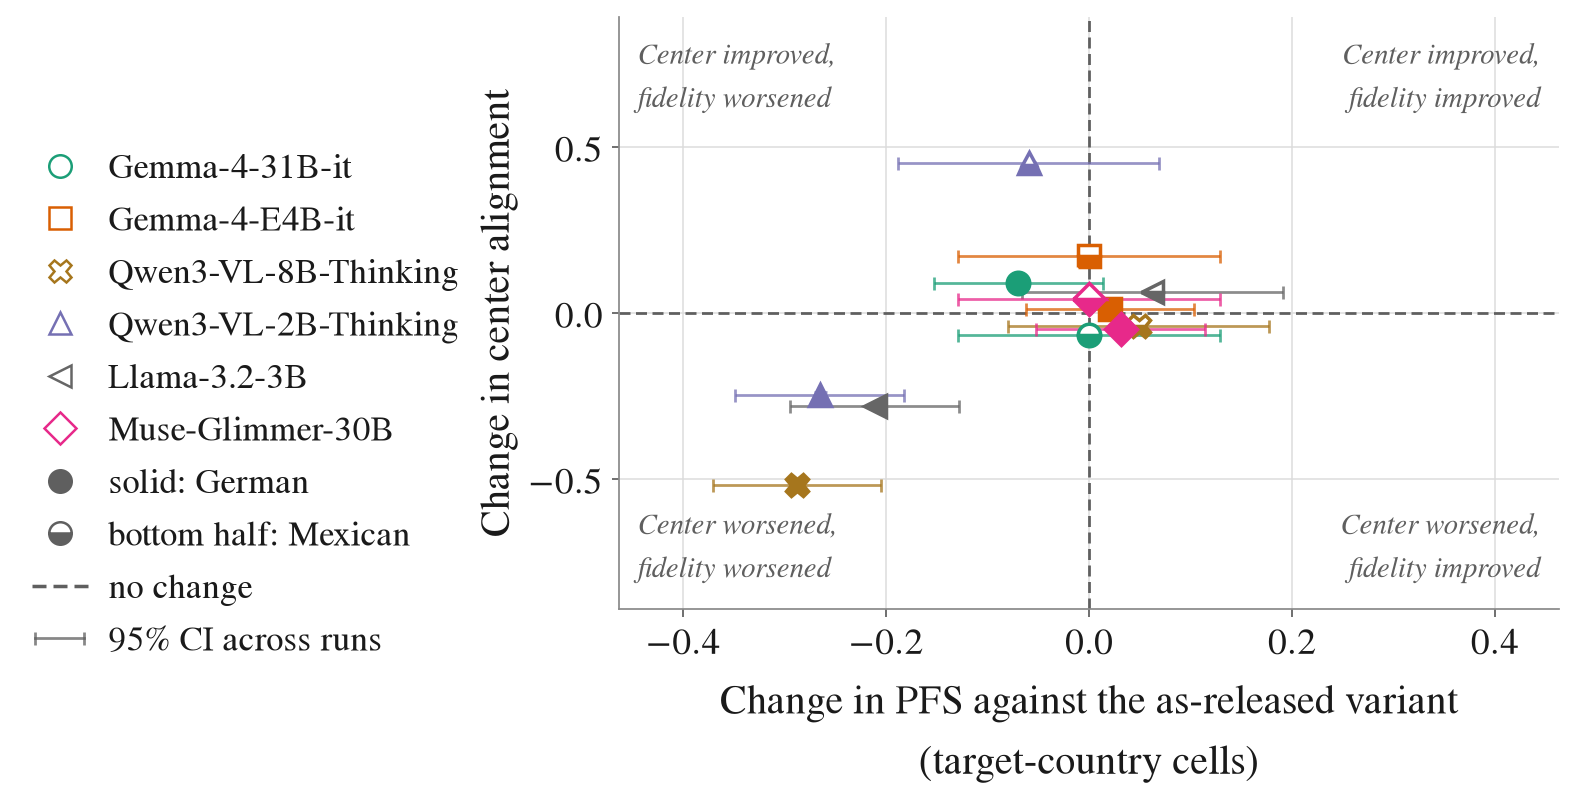 Gemma-4-31B-it
Gemma-4-E4B-it
Qwen3-VL-8B-Thinking
Qwen3-VL-2B-Thinking
Llama-3.2-3B
Muse-Glimmer-30B
solid: German
bottom half: Mexican
no change
95% CI across runs
Change in center alignment
0.5
0.0
−0.5
Center improved,
fidelity worsened
Center improved,
fidelity improved
Center worsened,
fidelity worsened
Center worsened,
fidelity improved
−0.4
−0.2
0.0
0.2
0.4
Change in PFS against the as-released variant
(target-country cells)